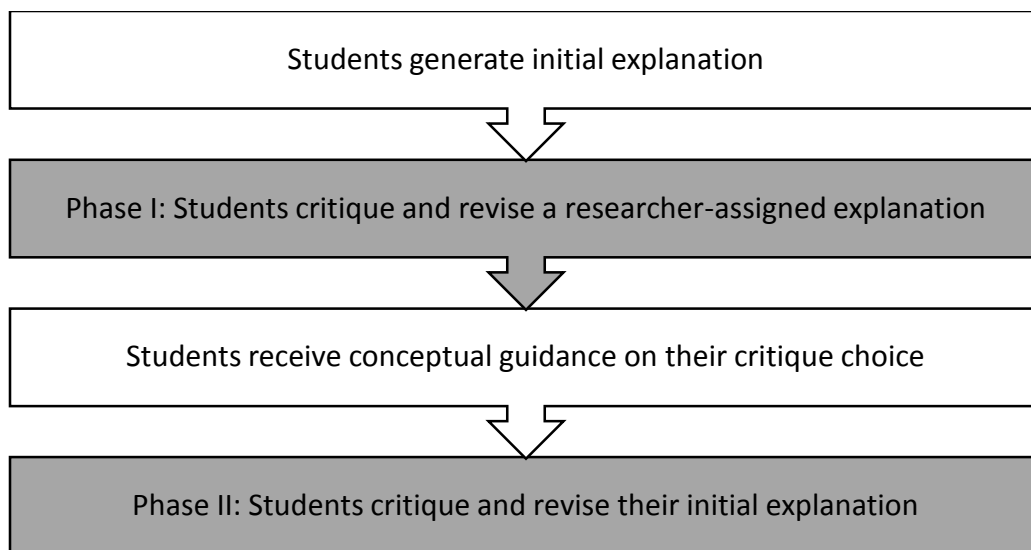 Students generate initial explanation
Phase I: Students critique and revise a researcher-assigned explanation
Students receive conceptual guidance on their critique choice
Phase II: Students critique and revise their initial explanation